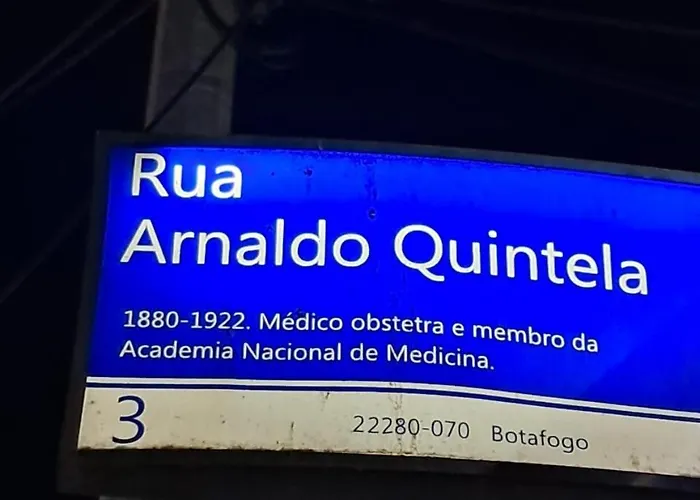 Rua
Arnaldo Quintela
1880-1922. Médico obstetra e membro da
Academia Nacional de Medicina.
3 22280-070 Botafogo